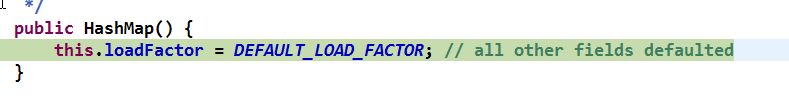 */
public HashMap() {
this.loadFactor = DEFAULT_LOAD_FACTOR; // all other fields defaulted
}